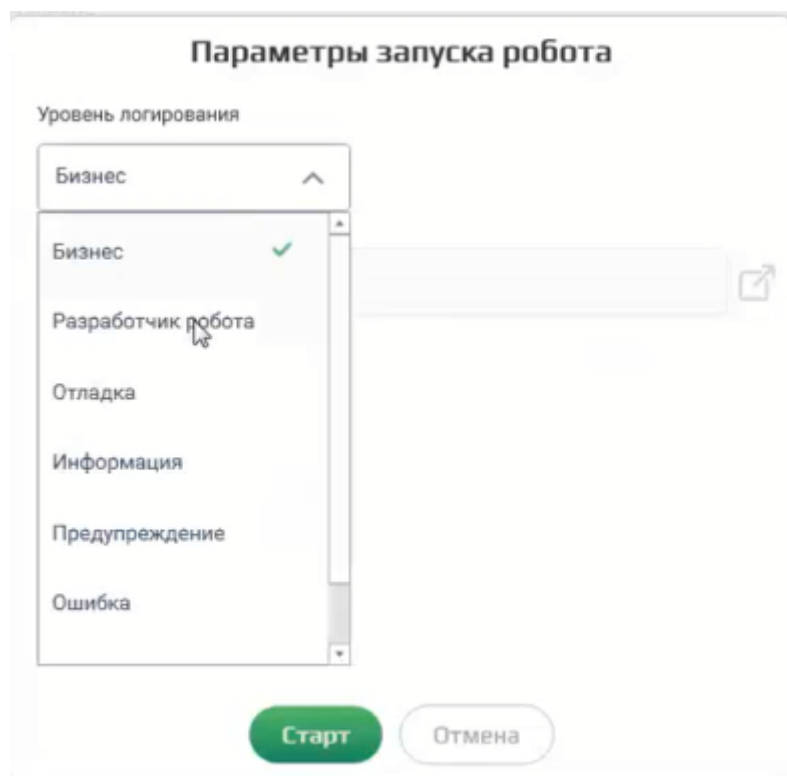 Параметры запуска робота
Уровень логирования
Бизнес
Бизнес
Разработчик робота
Отладка
Информация
Предупреждение
Ошибка
Старт
Отмена